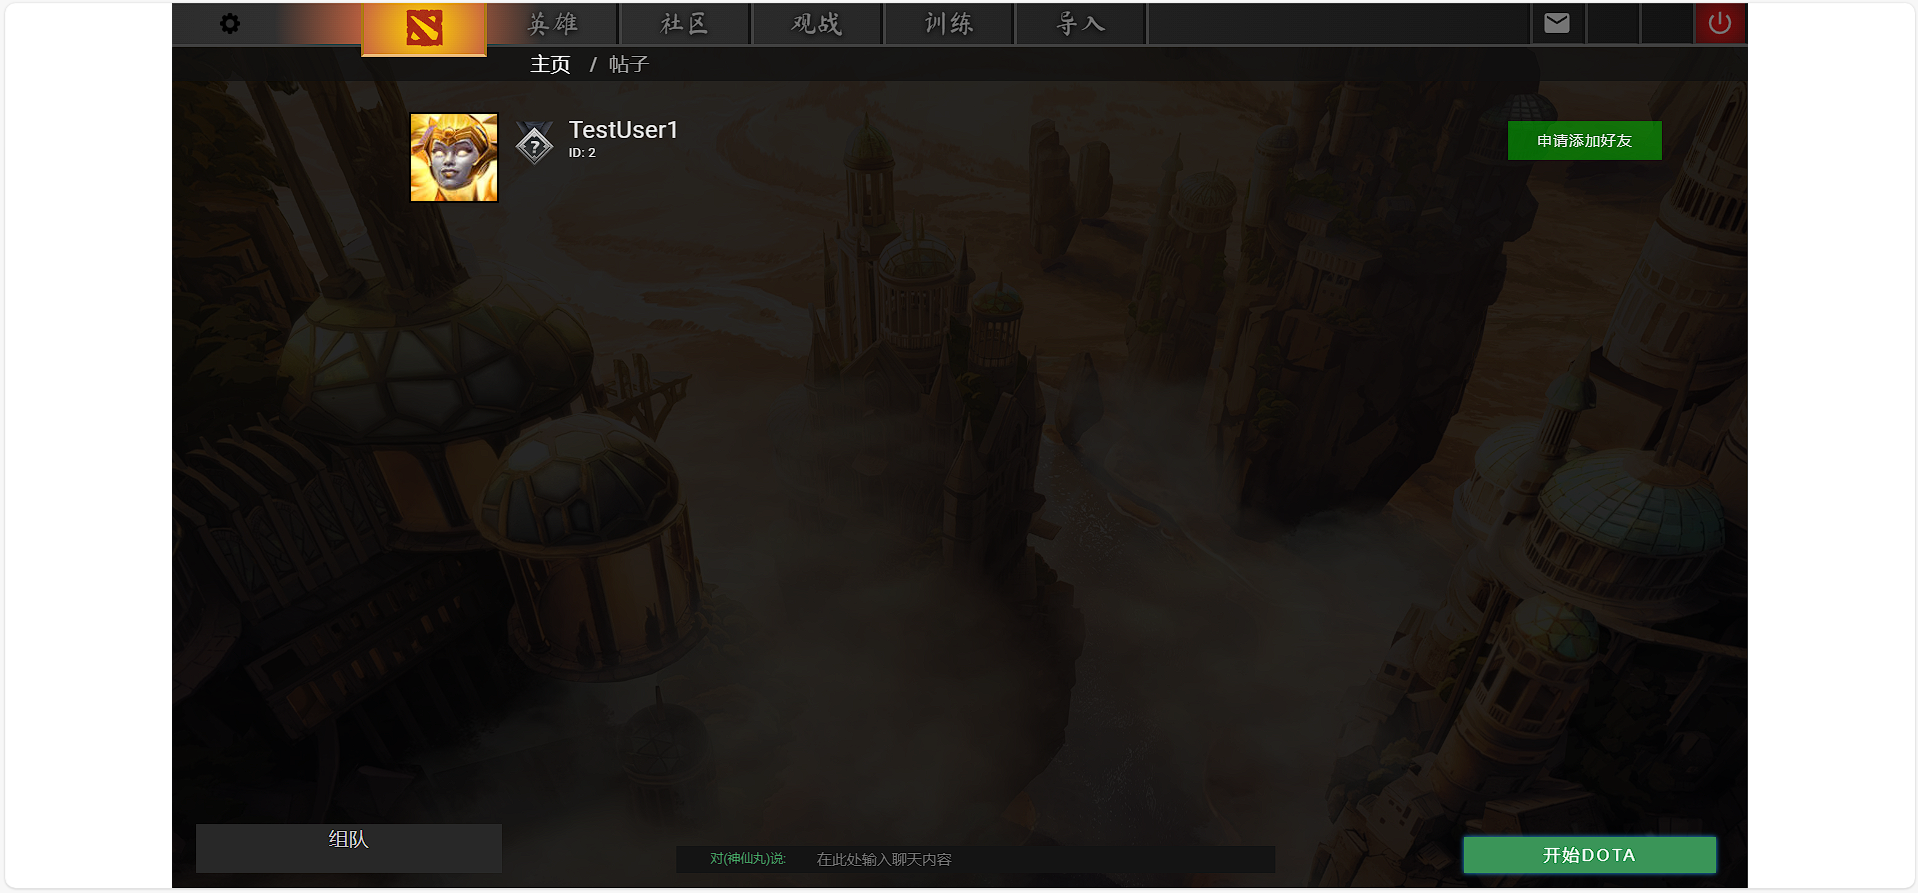 英雄 社区 观战 训练 导入
主页 / 帖子
TestUser1
ID: 2
申请添加好友
组队
对(神仙丸)说: 在此处输入聊天内容
开始DOTA